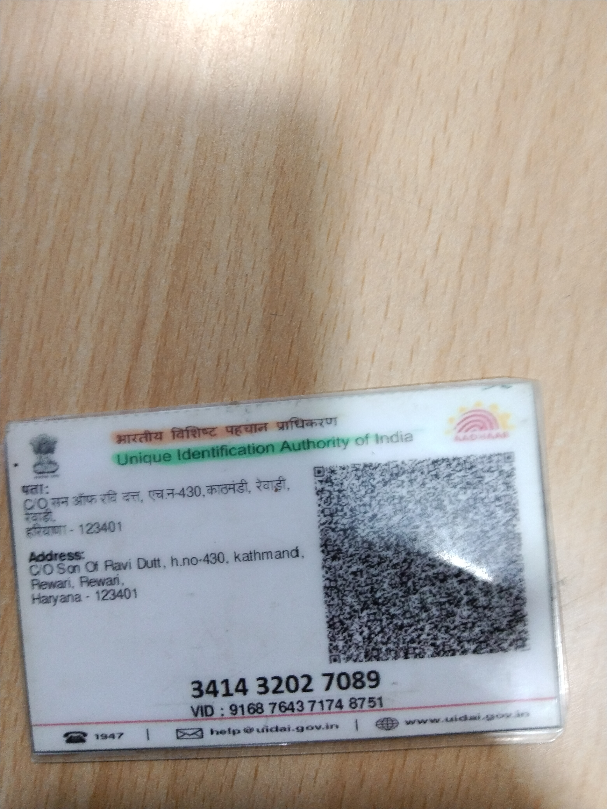 भारतीय विशिष्ट पहचान प्राधिकरण
Unique Identification Authority of India
AADHAAR
पता:
C/O सन ऑफ रवि दत्त, एच.न-430, काठमंडी, रेवाड़ी,
रेवाड़ी,
हरियाणा - 123401
Address:
C/O Son Of Ravi Dutt, h.no-430, kathmandi,
Rewari, Rewari,
Haryana - 123401
3414 3202 7089
VID : 9168 7643 7174 8751
1947 | help@uidai.gov.in | www.uidai.gov.in